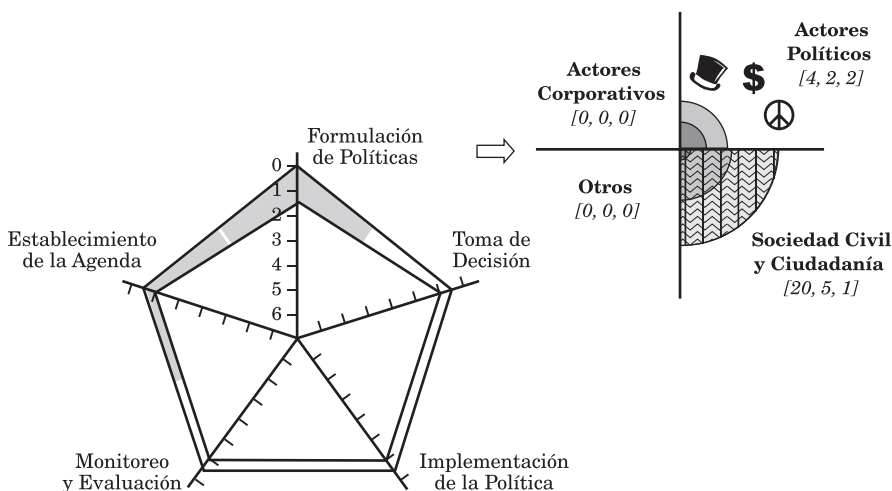 Formulación
de Políticas
0
1
2
3
4
5
6
Establecimiento
de la Agenda
Toma de
Decisión
Monitoreo
y Evaluación
Implementación
de la Política
Actores
Corporativos
[0, 0, 0]
Actores
Políticos
[4, 2, 2]
$
Otros
[0, 0, 0]
Sociedad Civil
y Ciudadanía
[20, 5, 1]